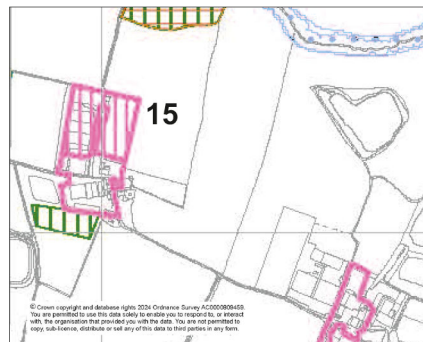 15
© Crown copyright and database rights 2024 Ordnance Survey AC0000809459.
You are permitted to use this data solely to enable you to respond to, or interact
with, the organisation that provided you with the data. You are not permitted to
copy, sub-licence, distribute or sell any of this data to third parties in any form.